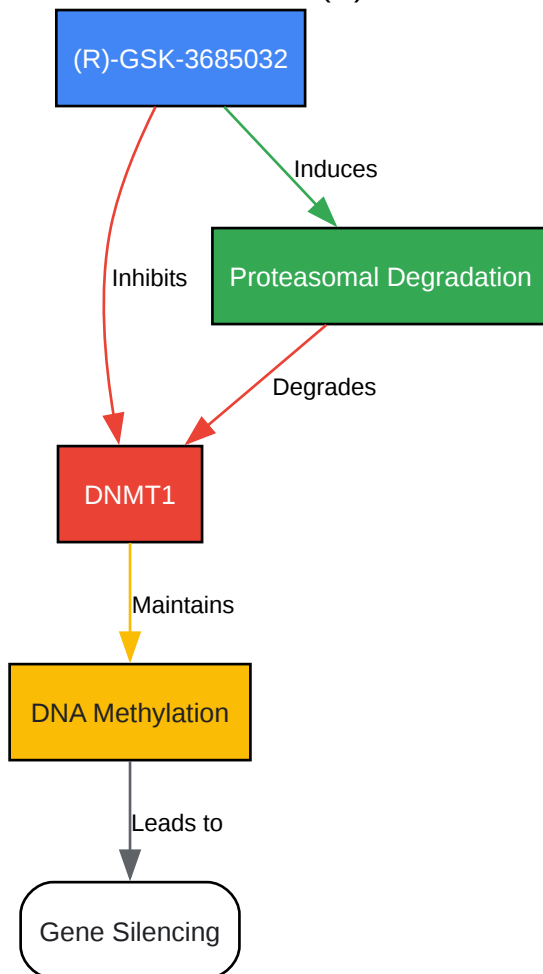 (R)-GSK-3685032
Induces
Inhibits
Proteasomal Degradation
Degrades
DNMT1
Maintains
DNA Methylation
Leads to
Gene Silencing